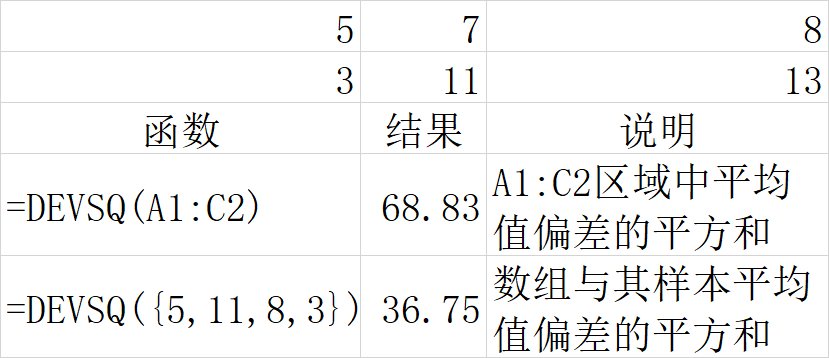 5 7 8
3 11 13
函数 结果 说明
=DEVSQ(A1:C2) 68.83 A1:C2区域中平均
值偏差的平方和
=DEVSQ({5,11,8,3}) 36.75 数组与其样本平均
值偏差的平方和